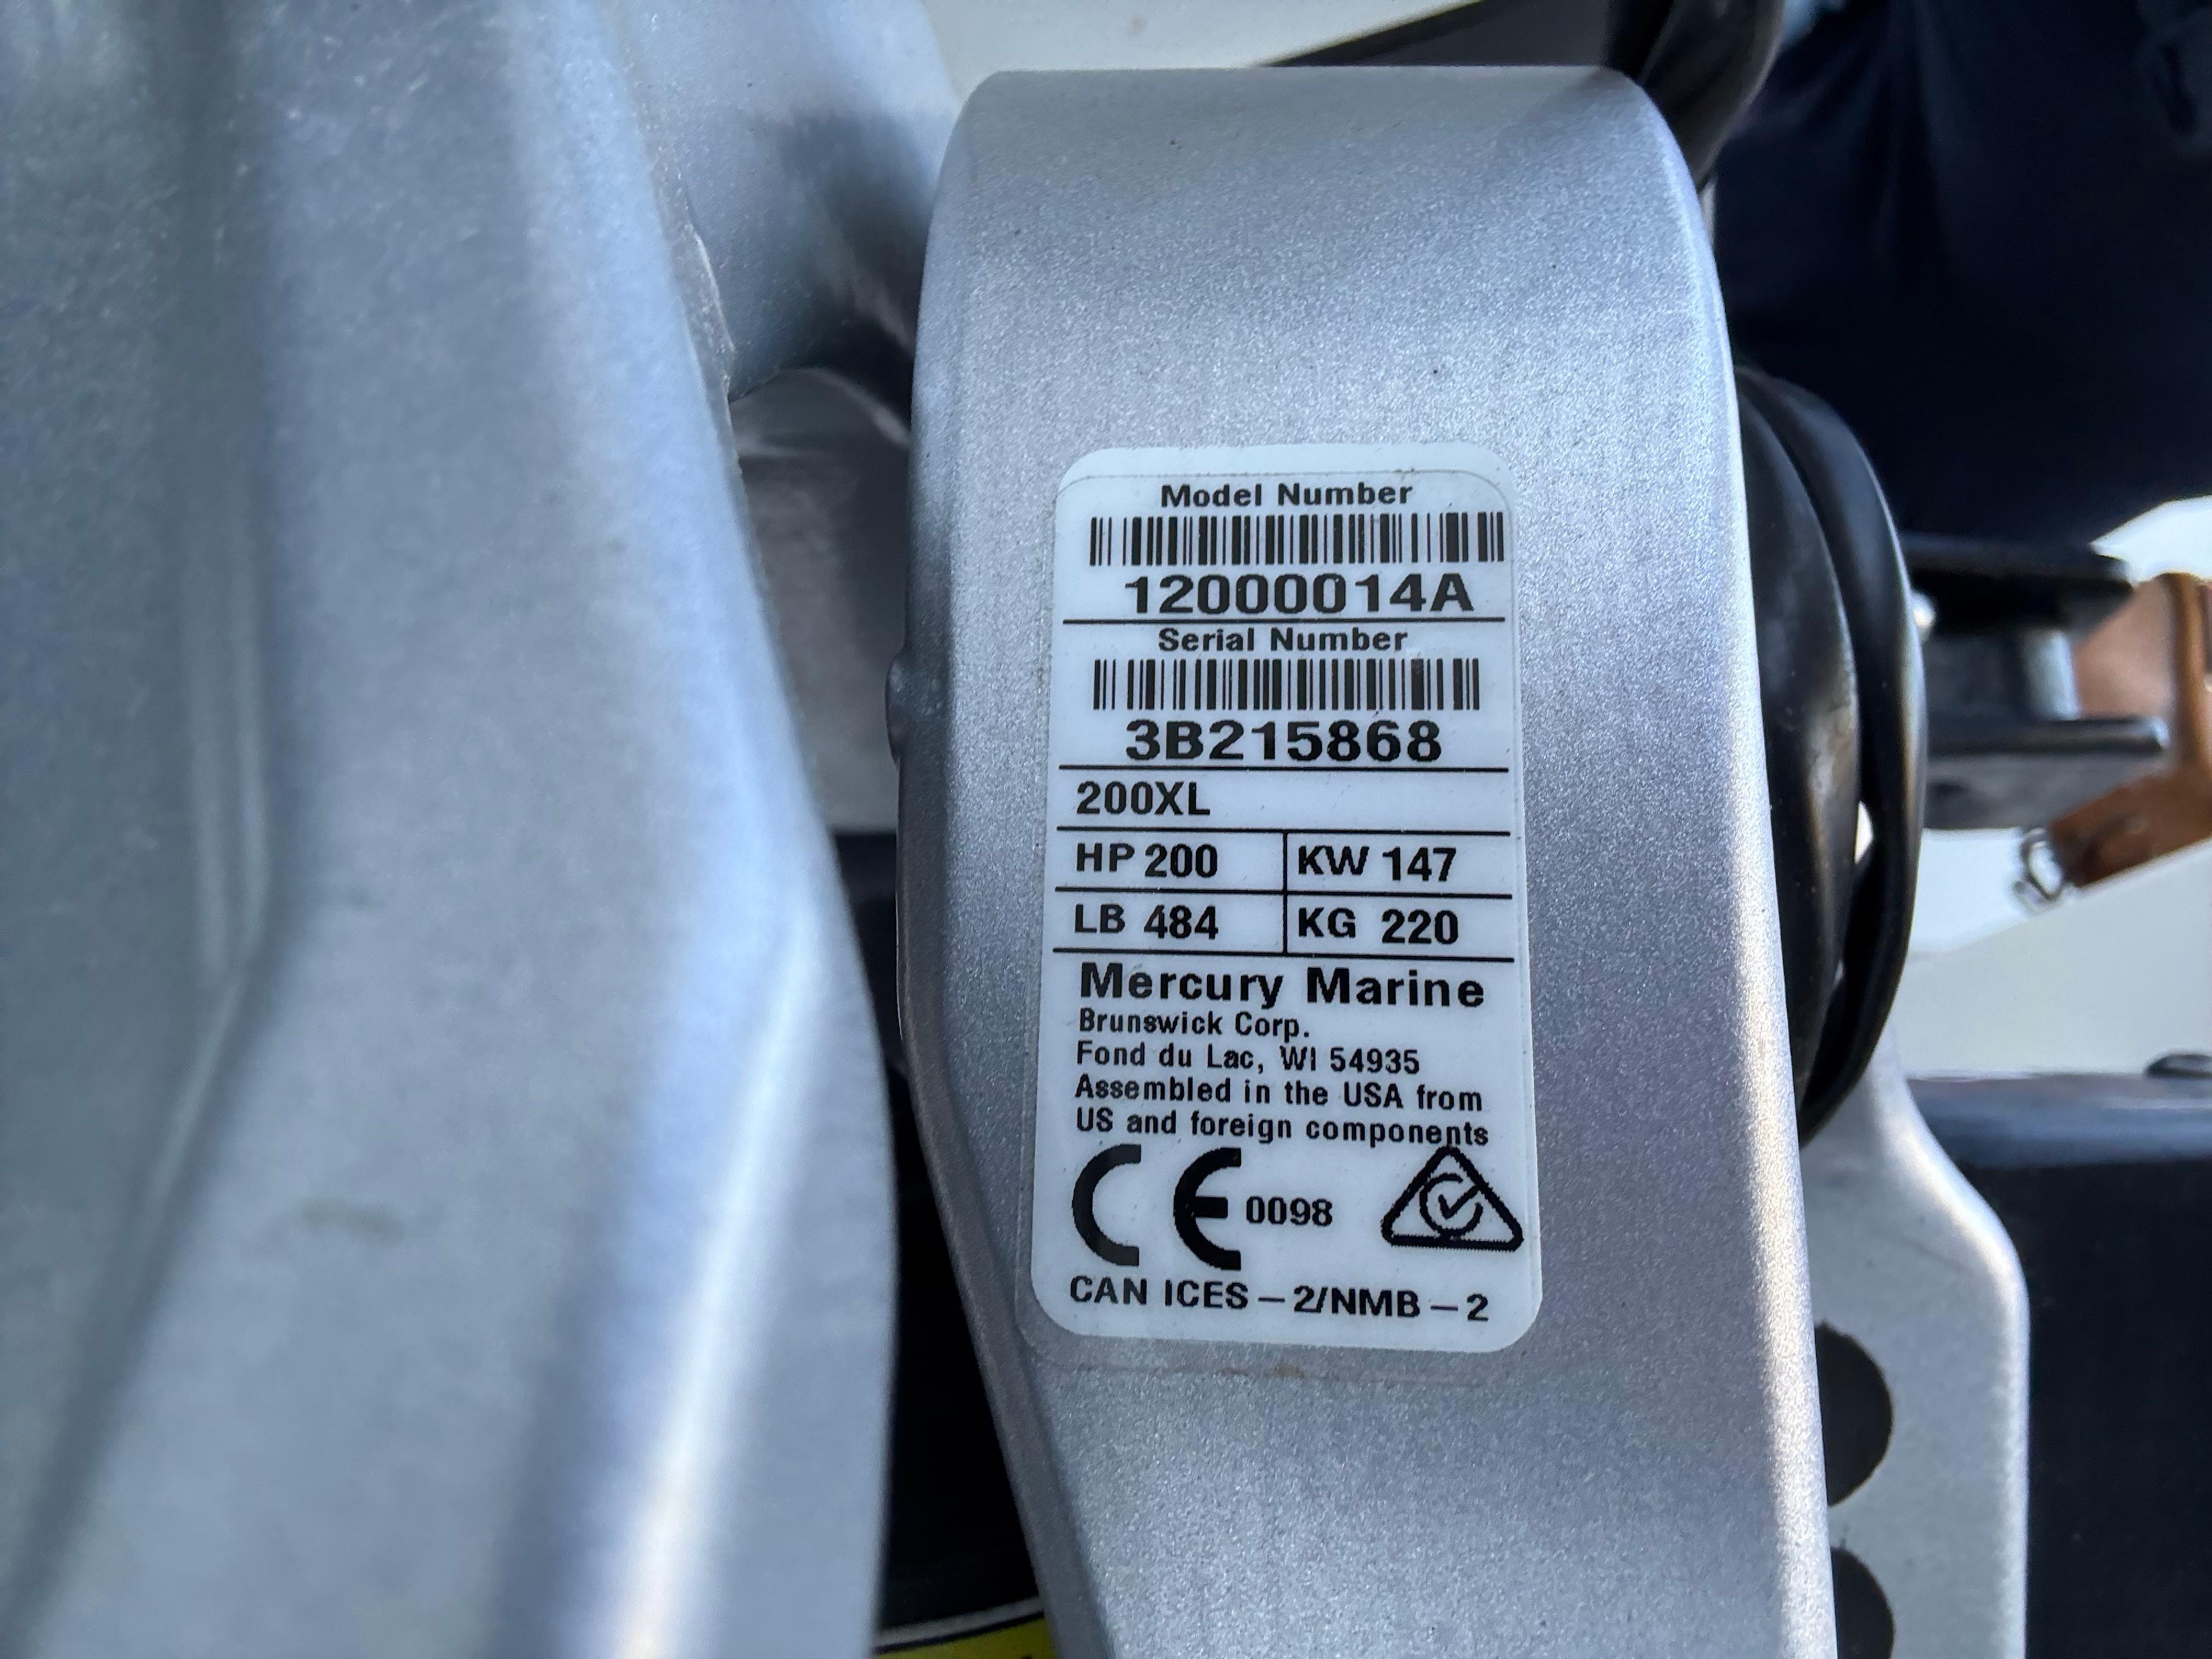 Model Number
12000014A
Serial Number
3B215868
200XL
HP 200 KW 147
LB 484 KG 220
Mercury Marine
Brunswick Corp.
Fond du Lac, WI 54935
Assembled in the USA from
US and foreign components
CE 0098
CAN ICES – 2/NMB – 2